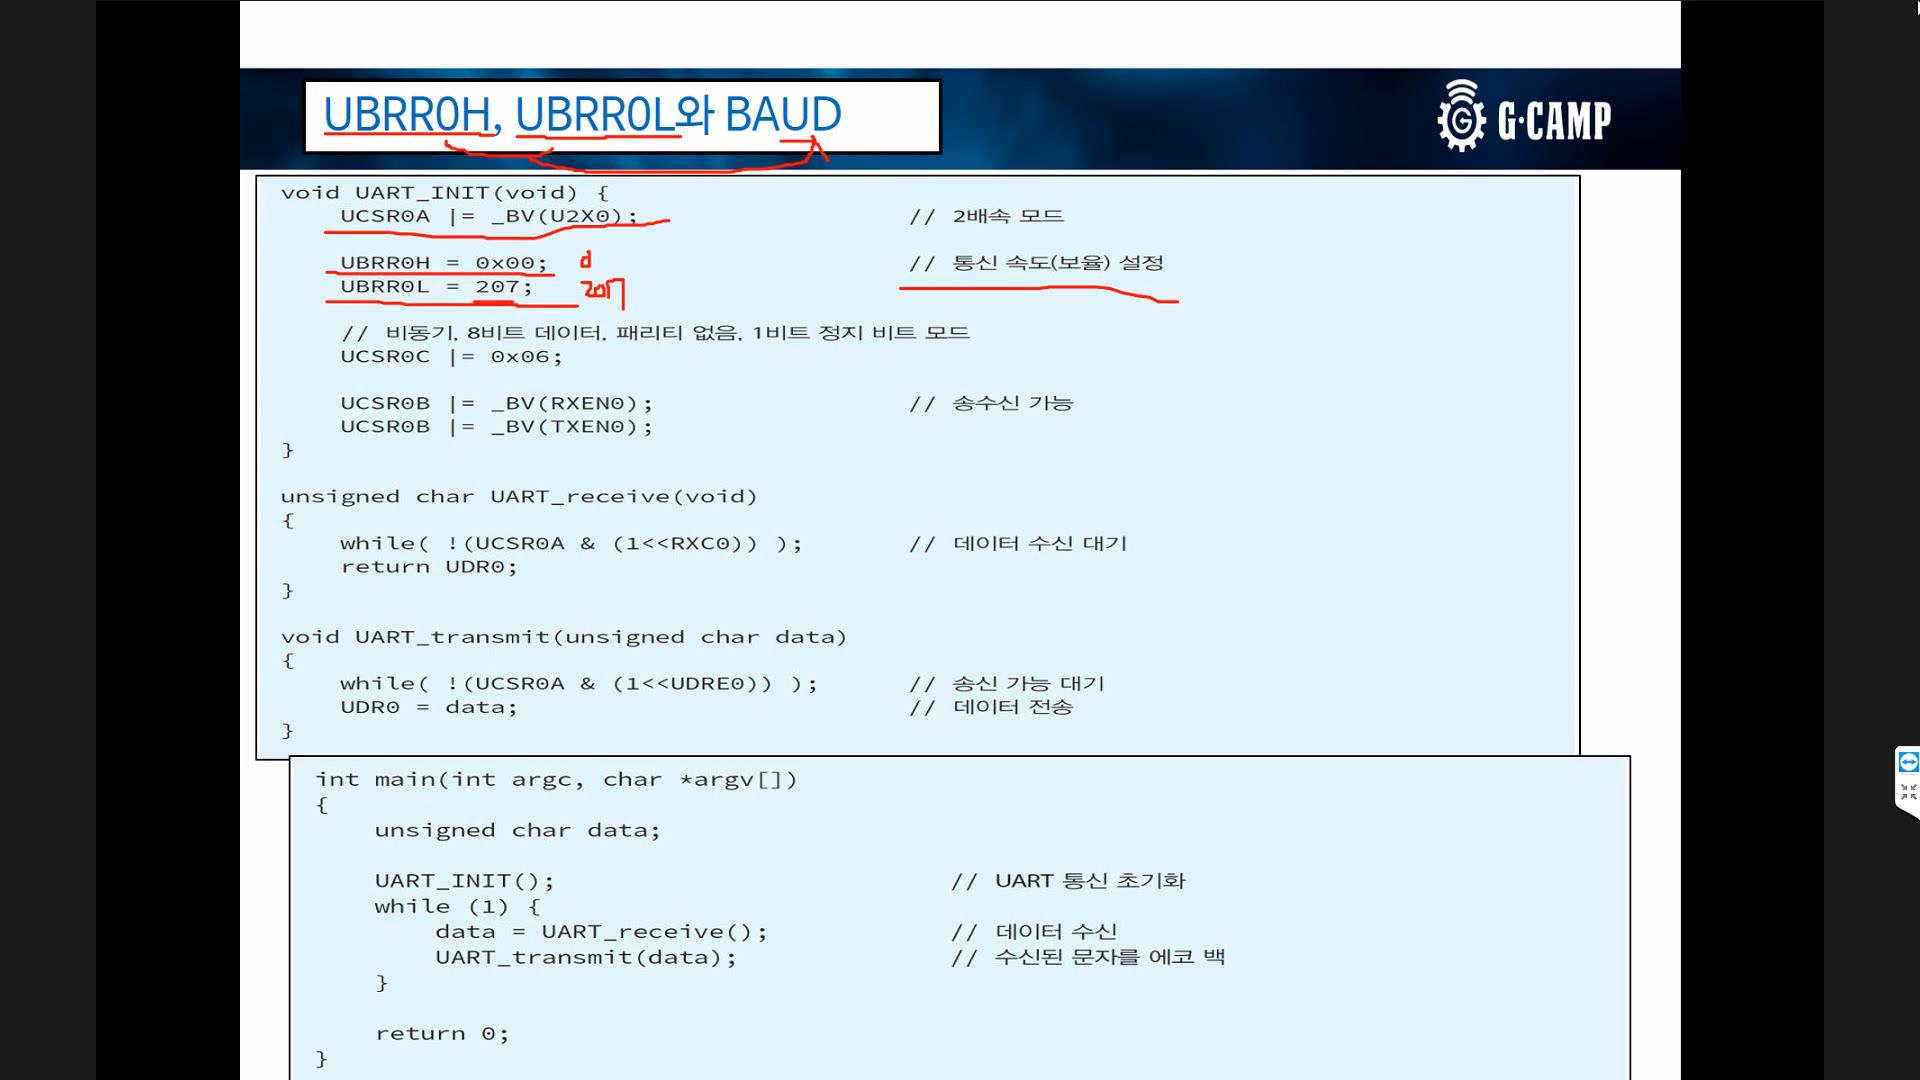 UBRR0H, UBRR0L와 BAUD
G·CAMP
void UART_INIT(void) {
UCSR0A |= _BV(U2X0); // 2배속 모드
UBRR0H = 0x00; // 통신 속도(보율) 설정
UBRR0L = 207; 207
// 비동기, 8비트 데이터, 패리티 없음, 1비트 정지 비트 모드
UCSR0C |= 0x06;
UCSR0B |= _BV(RXEN0); // 송수신 가능
UCSR0B |= _BV(TXEN0);
}
unsigned char UART_receive(void)
{
while( !(UCSR0A & (1<<RXC0)) ); // 데이터 수신 대기
return UDR0;
}
void UART_transmit(unsigned char data)
{
while( !(UCSR0A & (1<<UDRE0)) ); // 송신 가능 대기
UDR0 = data; // 데이터 전송
}
int main(int argc, char *argv[])
{
unsigned char data;
UART_INIT(); // UART 통신 초기화
while (1) {
data = UART_receive(); // 데이터 수신
UART_transmit(data); // 수신된 문자를 에코 백
}
return 0;
}